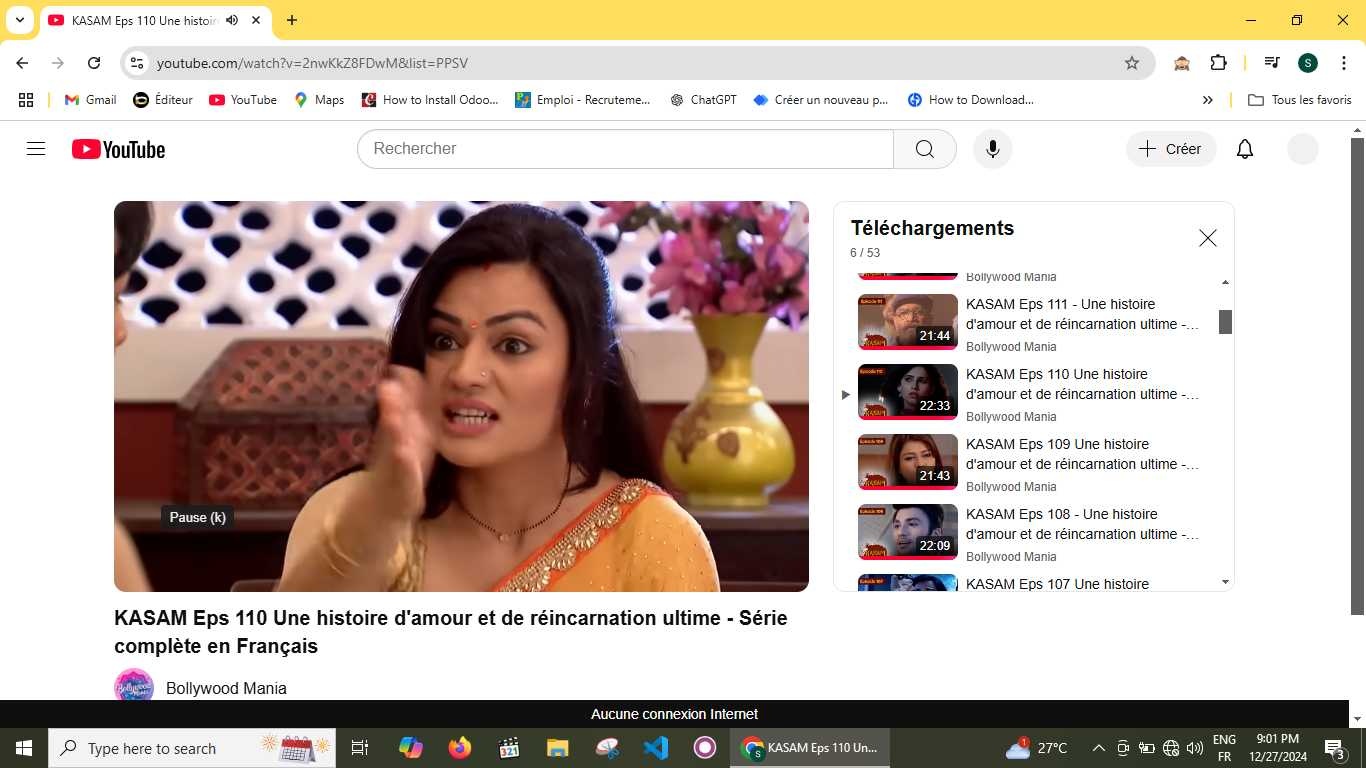 KASAM Eps 110 Une histoir
youtube.com/watch?v=2nwKkZ8FDwM&list=PPSV
S
Gmail
Éditeur
YouTube
Maps
How to Install Odoo...
Emploi - Recruteme...
ChatGPT
Créer un nouveau p...
How to Download...
Tous les favoris
YouTube
Rechercher
Créer
Téléchargements
6 / 53
Bollywood Mania
KASAM Eps 111 - Une histoire
d'amour et de réincarnation ultime -...
21:44
Bollywood Mania
KASAM Eps 110 Une histoire
d'amour et de réincarnation ultime -...
22:33
Bollywood Mania
KASAM Eps 109 Une histoire
d'amour et de réincarnation ultime -...
21:43
Bollywood Mania
KASAM Eps 108 - Une histoire
d'amour et de réincarnation ultime -...
22:09
Bollywood Mania
KASAM Eps 107 Une histoire
Pause (k)
KASAM Eps 110 Une histoire d'amour et de réincarnation ultime - Série
complète en Français
Bollywood Mania
Aucune connexion Internet
Type here to search
KASAM Eps 110 Un...
27°C
ENG
FR
9:01 PM
12/27/2024
3